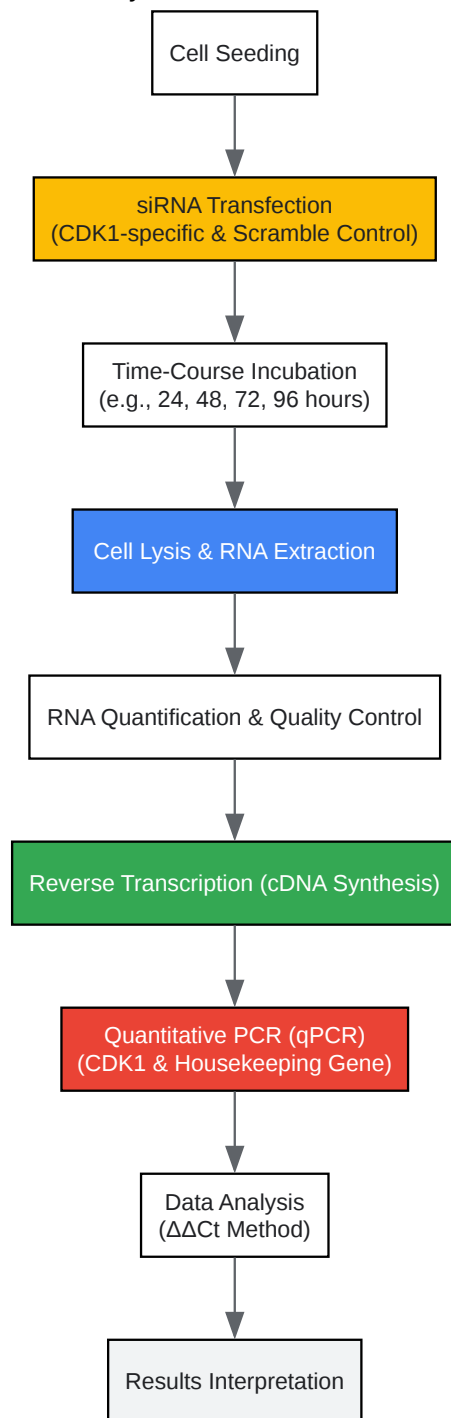 Cell Seeding
siRNA Transfection
(CDK1-specific & Scramble Control)
Time-Course Incubation
(e.g., 24, 48, 72, 96 hours)
Cell Lysis & RNA Extraction
RNA Quantification & Quality Control
Reverse Transcription (cDNA Synthesis)
Quantitative PCR (qPCR)
(CDK1 & Housekeeping Gene)
Data Analysis
(ΔΔCt Method)
Results Interpretation